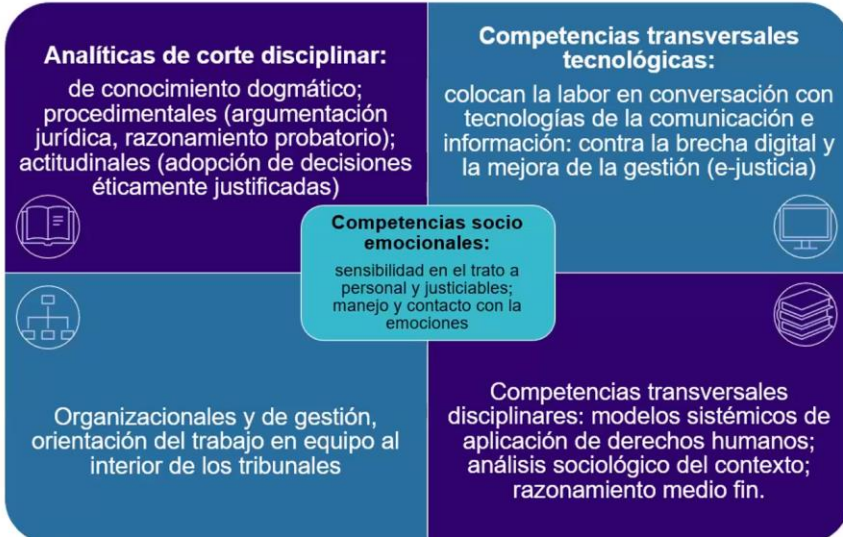 Analíticas de corte disciplinar:
de conocimiento dogmático;
procedimentales (argumentación
jurídica, razonamiento probatorio);
actitudinales (adopción de decisiones
éticamente justificadas)
Competencias transversales
tecnológicas:
colocan la labor en conversación con
tecnologías de la comunicación e
información: contra la brecha digital y
la mejora de la gestión (e-justicia)
Competencias socio
emocionales:
sensibilidad en el trato a
personal y justiciables;
manejo y contacto con la
emociones
Organizacionales y de gestión,
orientación del trabajo en equipo al
interior de los tribunales
Competencias transversales
disciplinares: modelos sistémicos de
aplicación de derechos humanos;
análisis sociológico del contexto;
razonamiento medio fin.